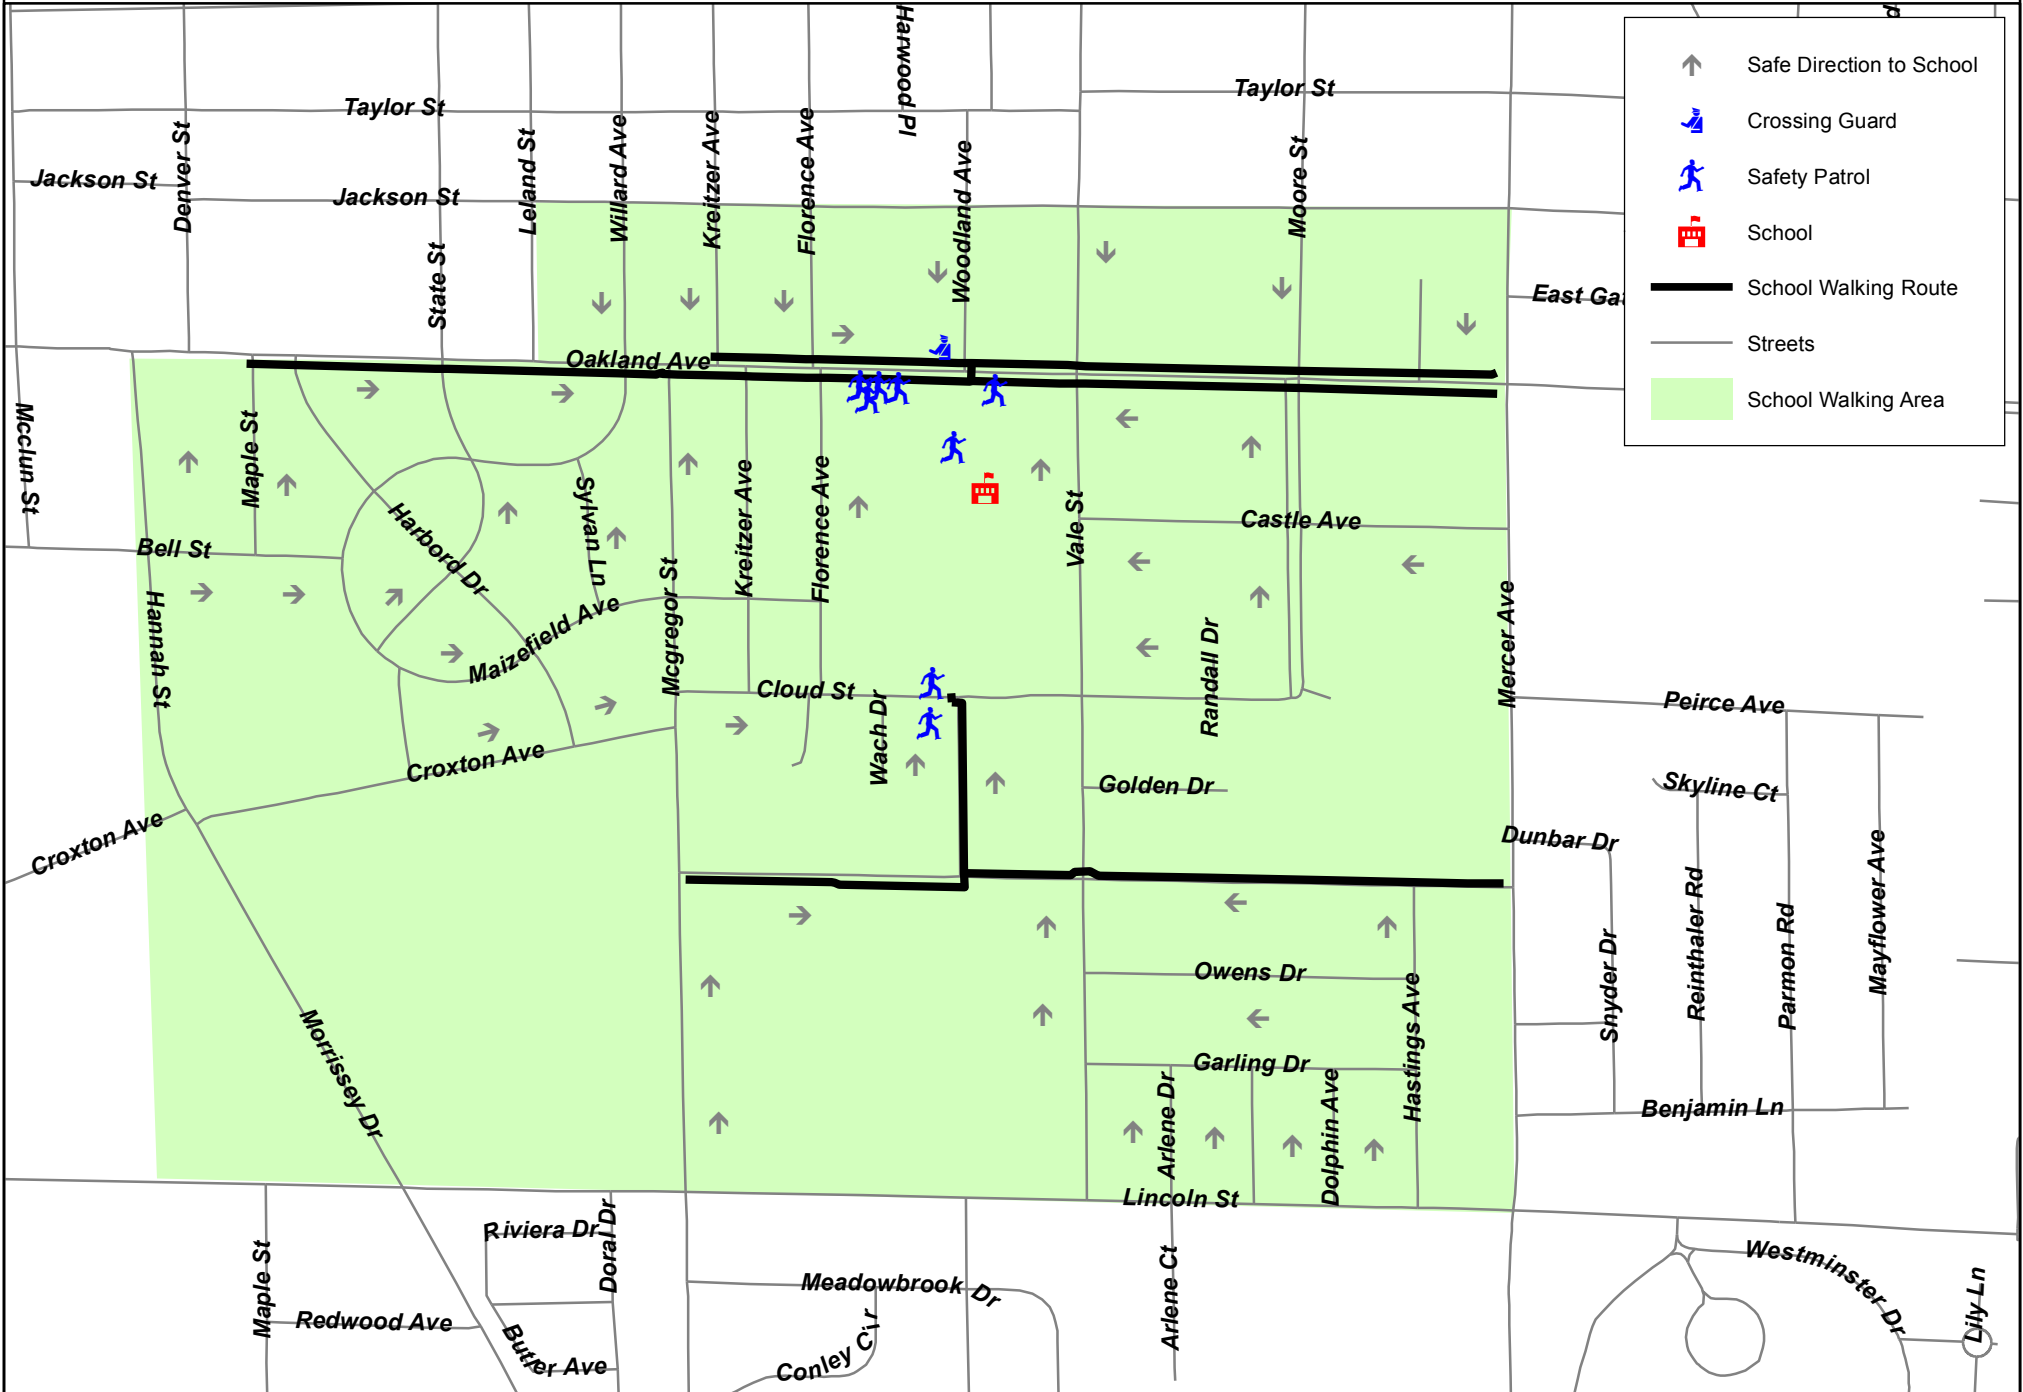 Harwood Pl
Taylor St
Taylor St
Denver St
Leland St
Willard Ave
Kreitzer Ave
Florence Ave
Woodland Ave
Moore St
Jackson St
Jackson St
State St
East Ga
Oakland Ave
Safe Direction to School
Crossing Guard
Safety Patrol
School
School Walking Route
Streets
School Walking Area
Mcclun St
Maple St
Bell St
Harbord Dr
Sylvan Ln
Kreitzer Ave
Florence Ave
Vale St
Castle Ave
Hannah St
Maizefield Ave
Mcgregor St
Randall Dr
Mercer Ave
Cloud St
Wach Dr
Peirce Ave
Croxton Ave
Golden Dr
Skyline Ct
Croxton Ave
Dunbar Dr
Reinthaler Rd
Mayflower Ave
Snyder Dr
Parmon Rd
Owens Dr
Hastings Ave
Morrissey Dr
Garling Dr
Arlene Dr
Dolphin Ave
Benjamin Ln
Lincoln St
Riviera Dr
Doral Dr
Maple St
Meadowbrook Dr
Arlene Ct
Westminster Dr
Lily Ln
Redwood Ave
Butler Ave
Conley Cir